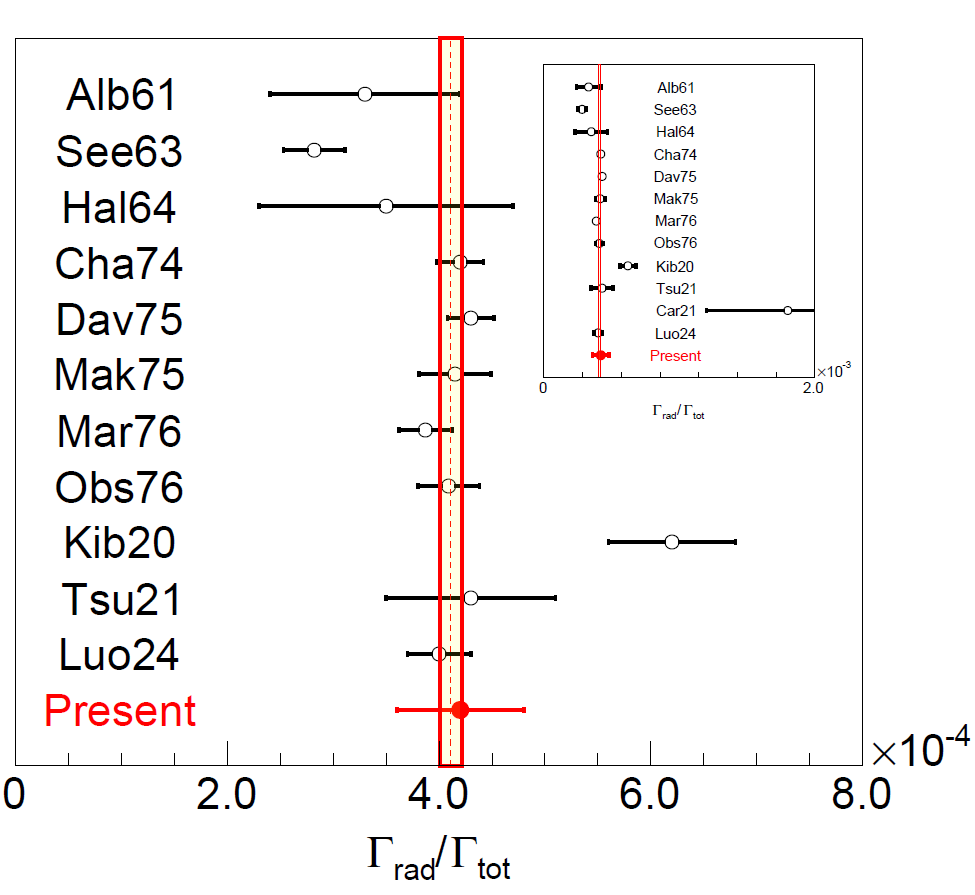 Alb61
See63
Hal64
Cha74
Dav75
Mak75
Mar76
Obs76
Kib20
Tsu21
Luo24
Present
0 2.0 4.0 6.0 8.0
×10-4
Γrad/Γtot
Alb61
See63
Hal64
Cha74
Dav75
Mak75
Mar76
Obs76
Kib20
Tsu21
Car21
Luo24
Present
0 2.0
×10-3
Γrad/Γtot